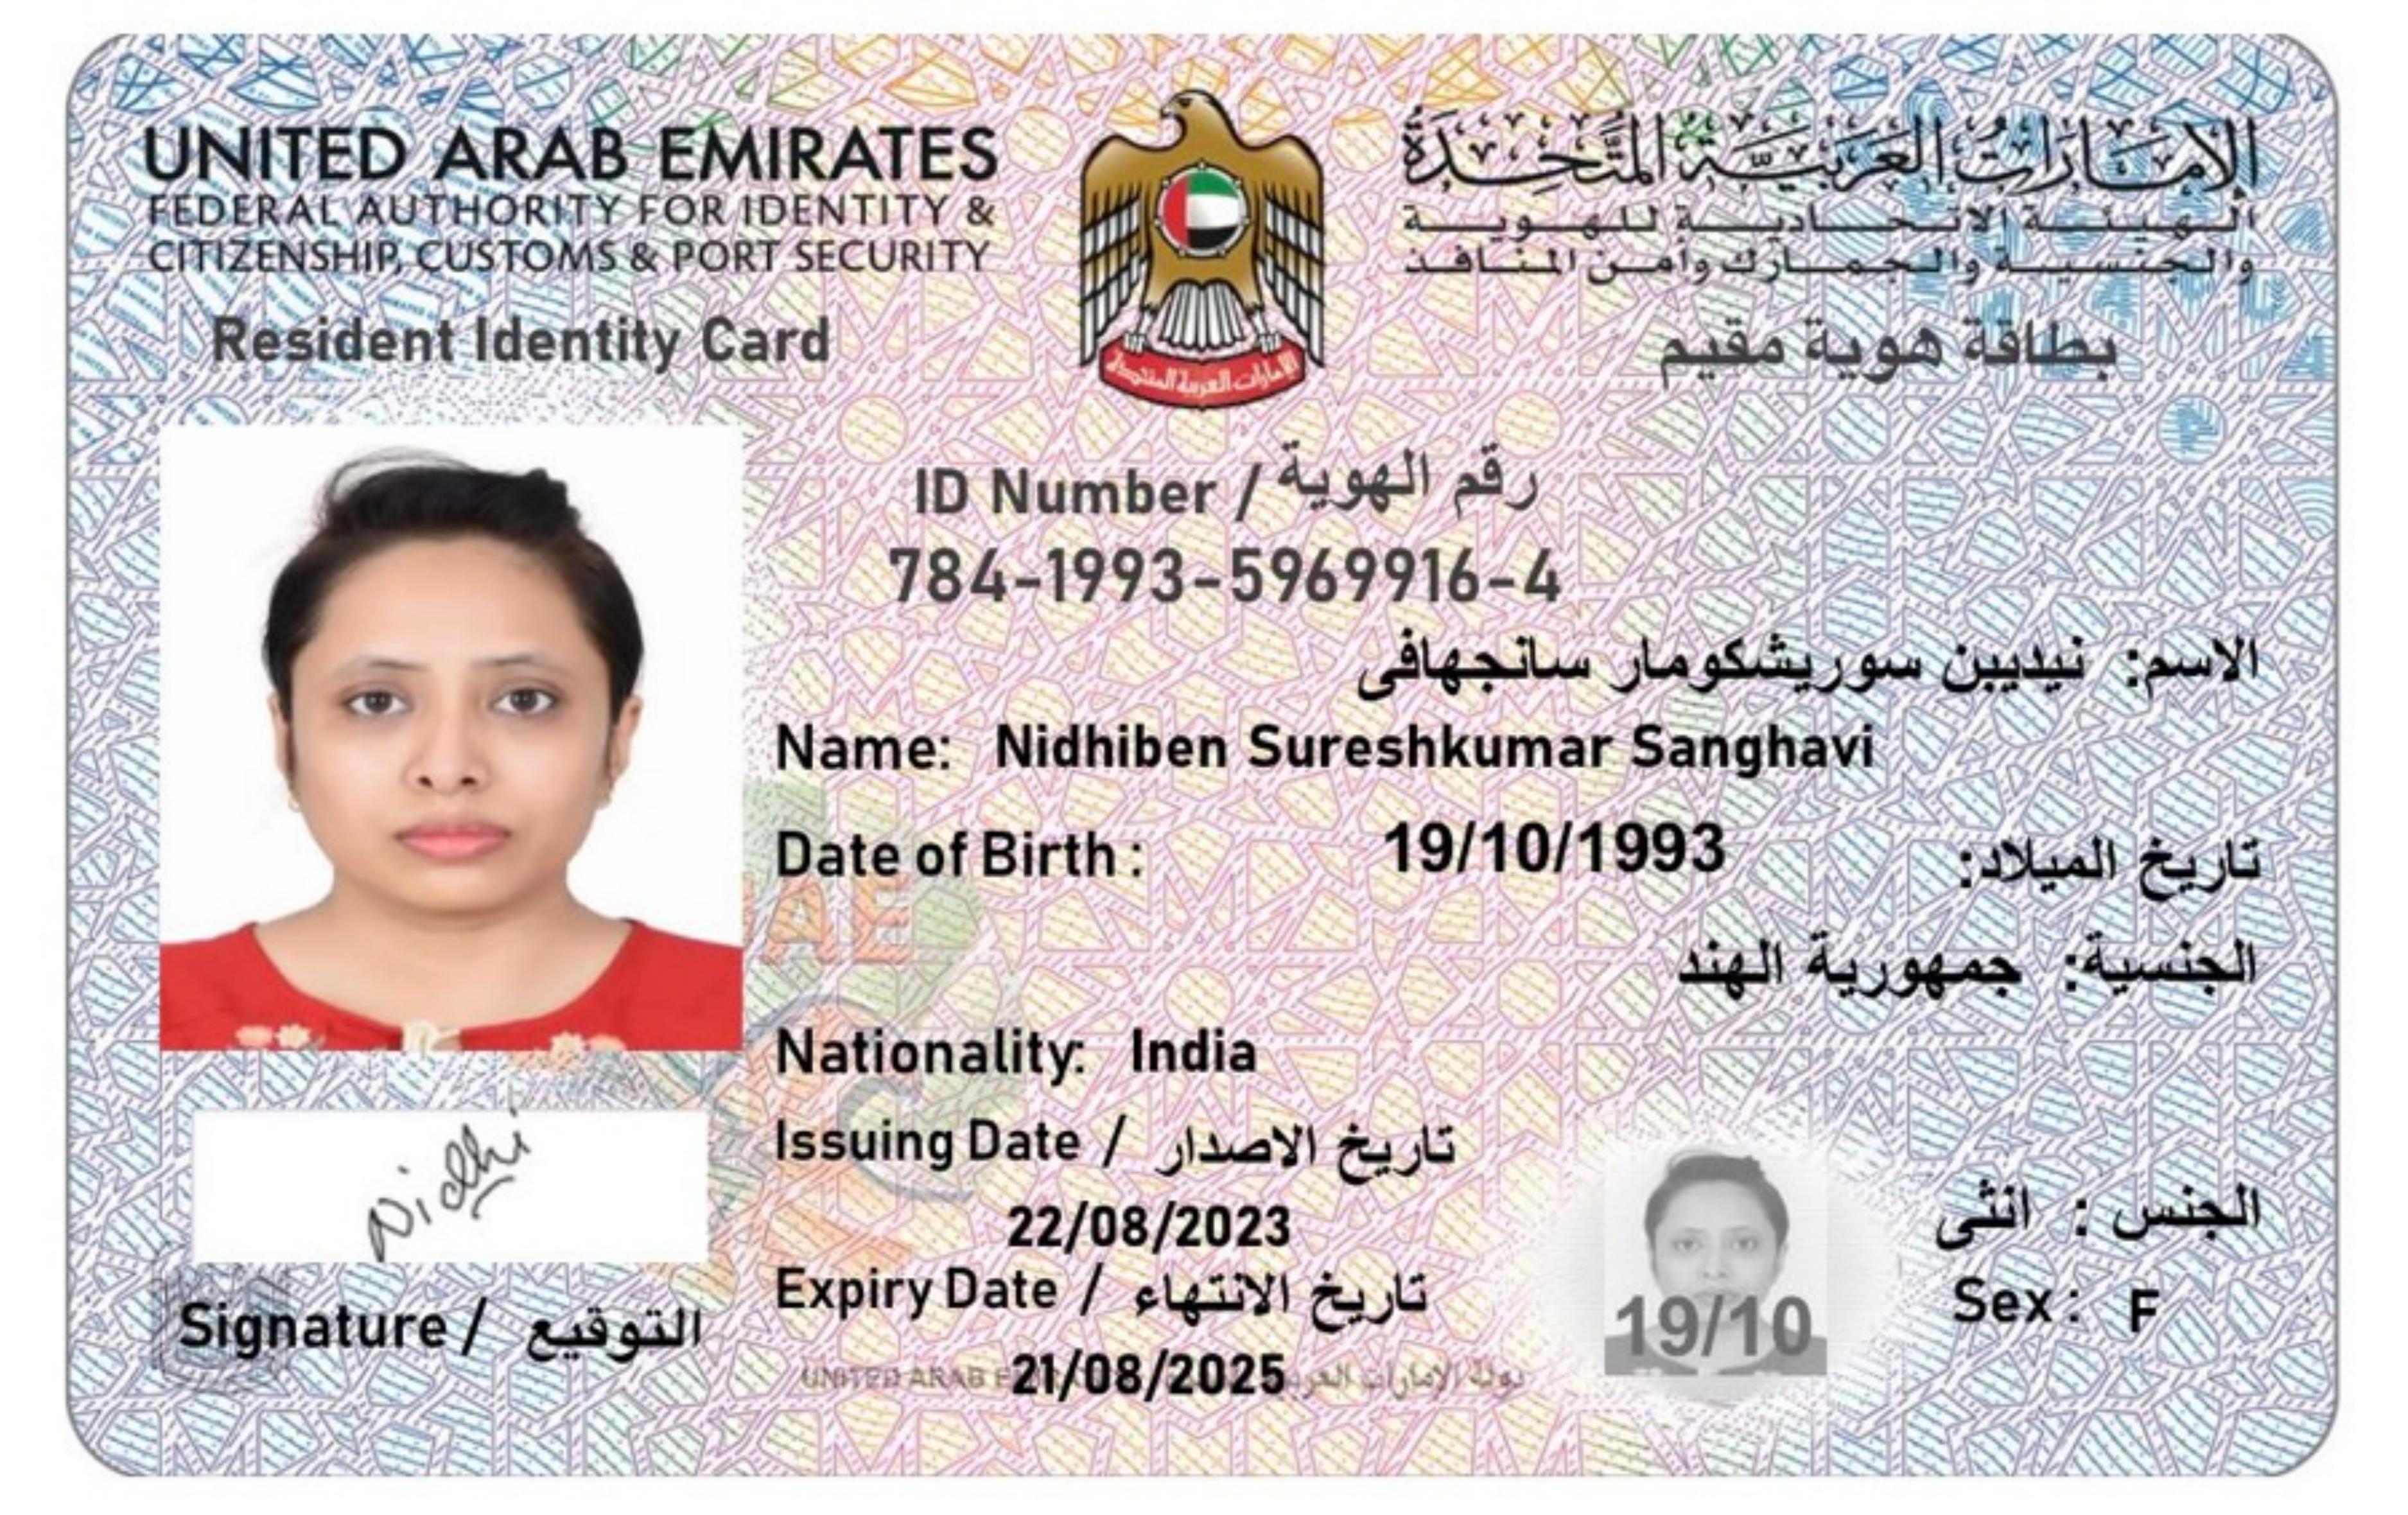 UNITED ARAB EMIRATES
FEDERAL AUTHORITY FOR IDENTITY &
CITIZENSHIP, CUSTOMS & PORT SECURITY
Resident Identity Card
الإمارات العربية المتحدة
الهيئة الاتحادية للهوية
والجنسية والجمارك وأمن المنافذ
بطاقة هوية مقيم
الإمارات العربية المتحدة
ID Number / رقم الهوية
784-1993-5969916-4
الاسم: نيديبن سوريشكومار سانجهافى
Name: Nidhiben Sureshkumar Sanghavi
Date of Birth : 19/10/1993 تاريخ الميلاد:
الجنسية: جمهورية الهند
Nationality: India
Issuing Date / تاريخ الاصدار
22/08/2023
Expiry Date / تاريخ الانتهاء
21/08/2025
الجنس : انثى
Sex : F
19/10
Nidhi
Signature / التوقيع
UNITED ARAB
دولة الإمارات
AE